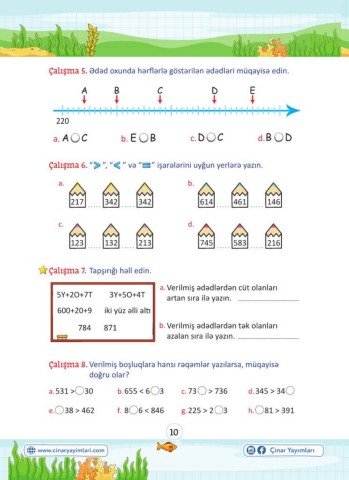 Çalışma 5. Ədəd oxunda hərflərlə göstərilən ədədləri müqayisə edin.
A B C D E
220
a. A◯C b. E◯B c. D◯C d. B◯D
Çalışma 6. “>”, “<” və “=” işarələrini uyğun yerlərə yazın.
a. b.
217 ... 342 ... 342 614 ... 461 ... 146
c. d.
123 ... 132 ... 213 745 ... 583 ... 216
Çalışma 7. Tapşırığı həll edin.
5Y+2O+7T 3Y+5O+4T
600+20+9 iki yüz əlli altı
784 871
a. Verilmiş ədədlərdən cüt olanları
artan sıra ilə yazın.
b. Verilmiş ədədlərdən tək olanları
azalan sıra ilə yazın.
Çalışma 8. Verilmiş boşluqlara hansı rəqəmlər yazılarsa, müqayisə
doğru olar?
a. 531 > ◯30 b. 655 < 6◯3 c. 73◯ > 736 d. 345 > 34◯
e. ◯38 > 462 f. 8◯6 < 846 g. 225 > 2◯3 h. ◯81 > 391
10
www.cinaryayimlari.com Çinar Yayımları